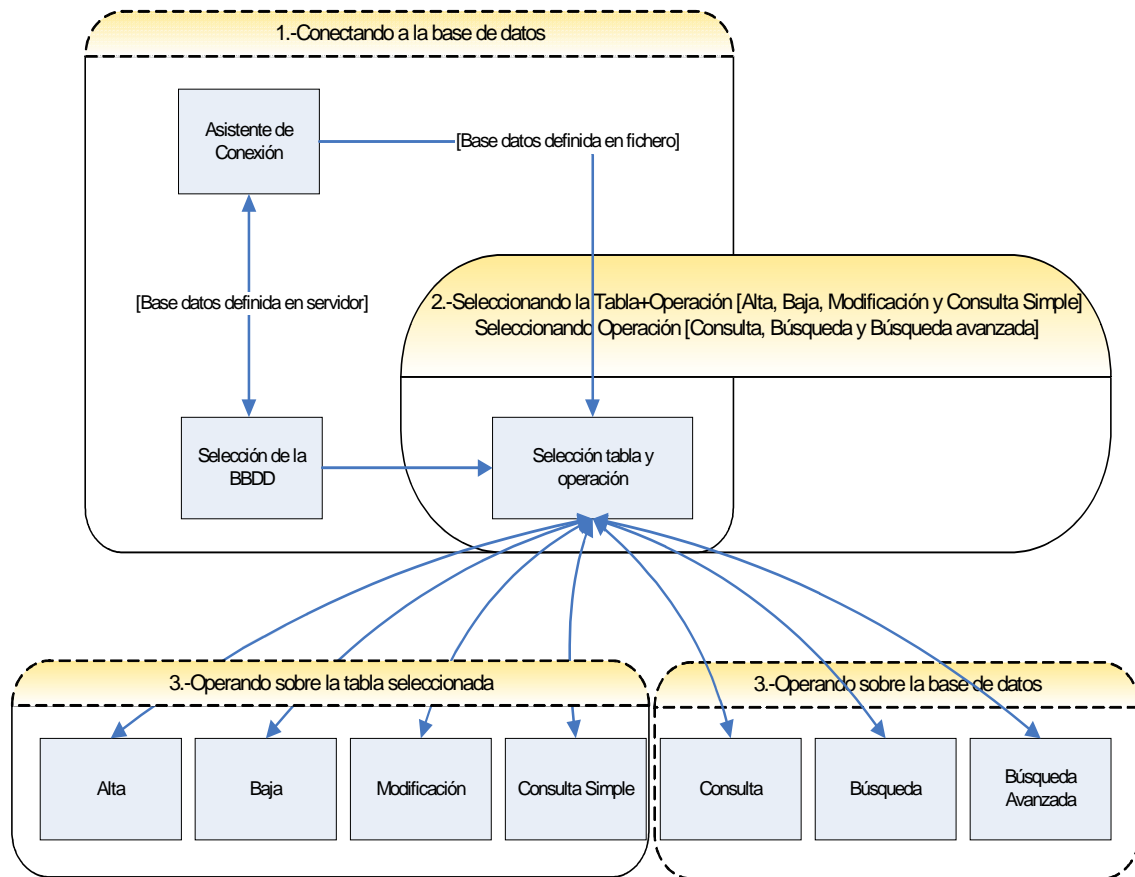 1.-Conectando a la base de datos
Asistente de
Conexión
[Base datos definida en fichero]
[Base datos definida en servidor]
2.-Seleccionando la Tabla+Operación [Alta, Baja, Modificación y Consulta Simple]
Seleccionando Operación [Consulta, Búsqueda y Búsqueda avanzada]
Selección de la
BBDD
Selección tabla y
operación
3.-Operando sobre la tabla seleccionada
3.-Operando sobre la base de datos
Alta
Baja
Modificación
Consulta Simple
Consulta
Búsqueda
Búsqueda
Avanzada